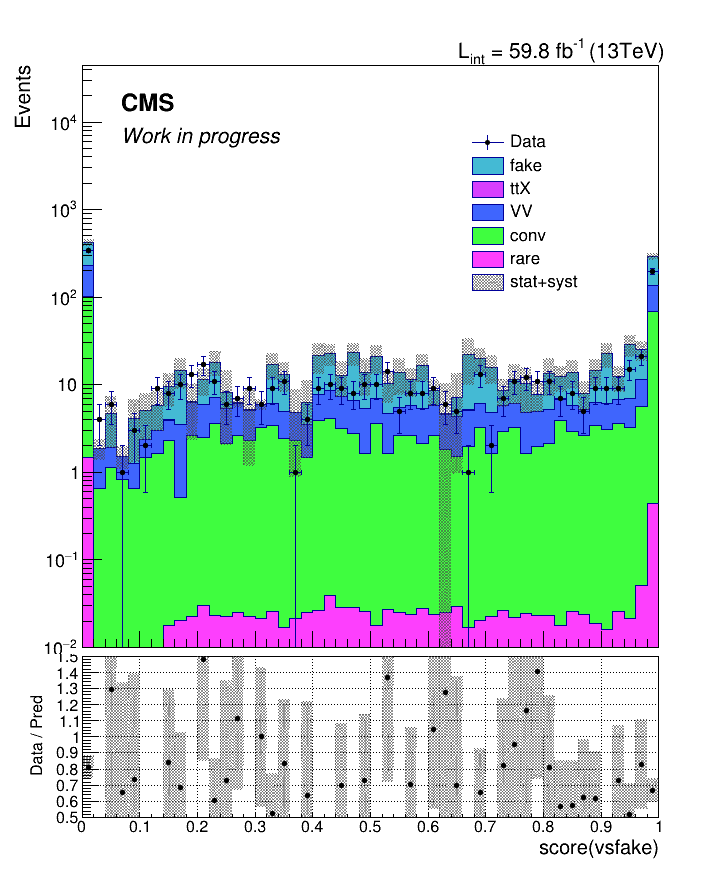 L_int = 59.8 fb^-1 (13TeV)
Events
CMS
Work in progress
Data
fake
ttX
VV
conv
rare
stat+syst
10^4
10^3
10^2
10
1
10^-1
10^-2
Data / Pred
1.5
1.4
1.3
1.2
1.1
1
0.9
0.8
0.7
0.6
0.5
0 0.1 0.2 0.3 0.4 0.5 0.6 0.7 0.8 0.9 1
score(vsfake)